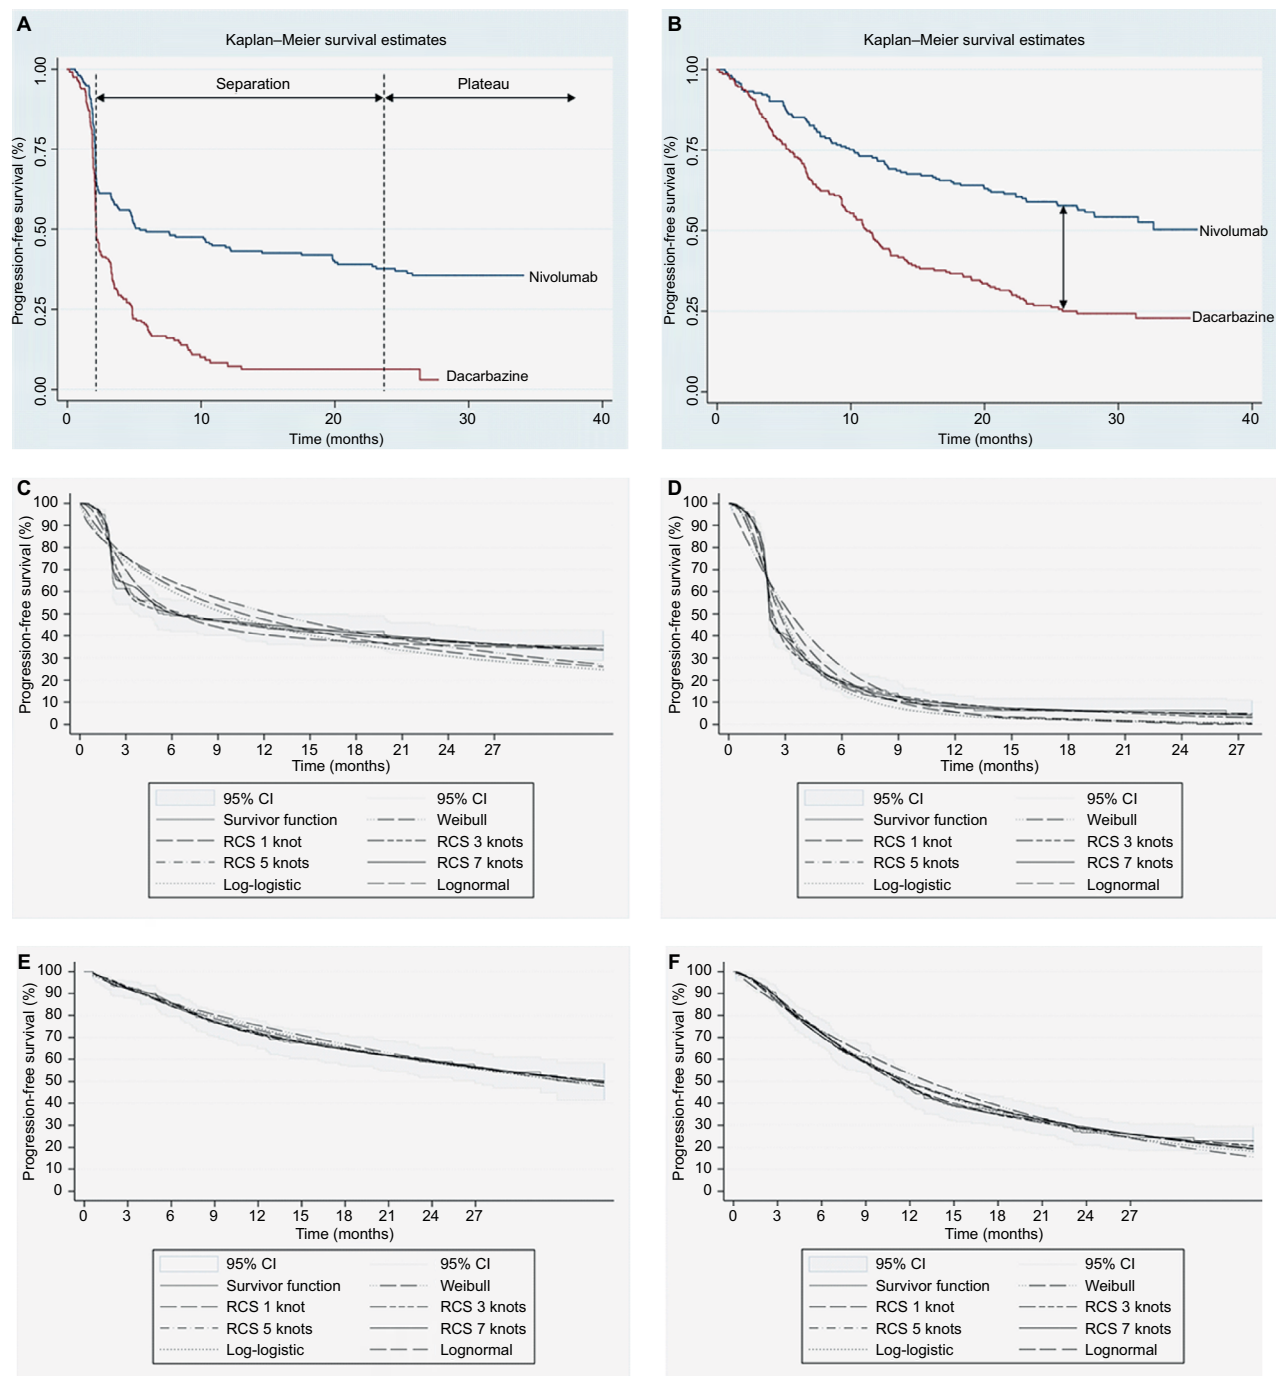 A
Kaplan–Meier survival estimates
Separation
Plateau
Progression-free survival (%)
1.00
0.75
0.50
0.25
0.00
Nivolumab
Dacarbazine
0 10 20 30 40
Time (months)
B
Kaplan–Meier survival estimates
Progression-free survival (%)
1.00
0.75
0.50
0.25
0.00
Nivolumab
Dacarbazine
0 10 20 30 40
Time (months)
C
Progression-free survival (%)
100
90
80
70
60
50
40
30
20
10
0
0 3 6 9 12 15 18 21 24 27
Time (months)
95% CI 95% CI
Survivor function Weibull
RCS 1 knot RCS 3 knots
RCS 5 knots RCS 7 knots
Log-logistic Lognormal
D
Progression-free survival (%)
100
90
80
70
60
50
40
30
20
10
0
0 3 6 9 12 15 18 21 24 27
Time (months)
95% CI 95% CI
Survivor function Weibull
RCS 1 knot RCS 3 knots
RCS 5 knots RCS 7 knots
Log-logistic Lognormal
E
Progression-free survival (%)
100
90
80
70
60
50
40
30
20
10
0
0 3 6 9 12 15 18 21 24 27
Time (months)
95% CI 95% CI
Survivor function Weibull
RCS 1 knot RCS 3 knots
RCS 5 knots RCS 7 knots
Log-logistic Lognormal
F
Progression-free survival (%)
100
90
80
70
60
50
40
30
20
10
0
0 3 6 9 12 15 18 21 24 27
Time (months)
95% CI 95% CI
Survivor function Weibull
RCS 1 knot RCS 3 knots
RCS 5 knots RCS 7 knots
Log-logistic Lognormal